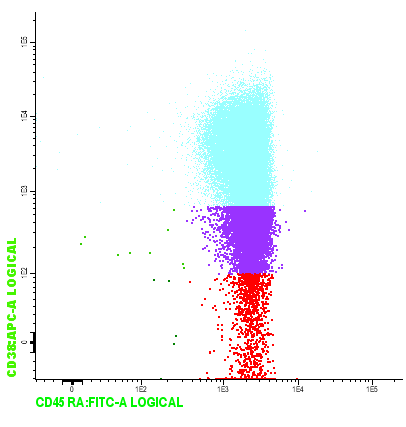 1E5
1E4
1E3
1E2
0
CD38:APC-A LOGICAL
0 1E2 1E3 1E4 1E5
CD45 RA:FITC-A LOGICAL